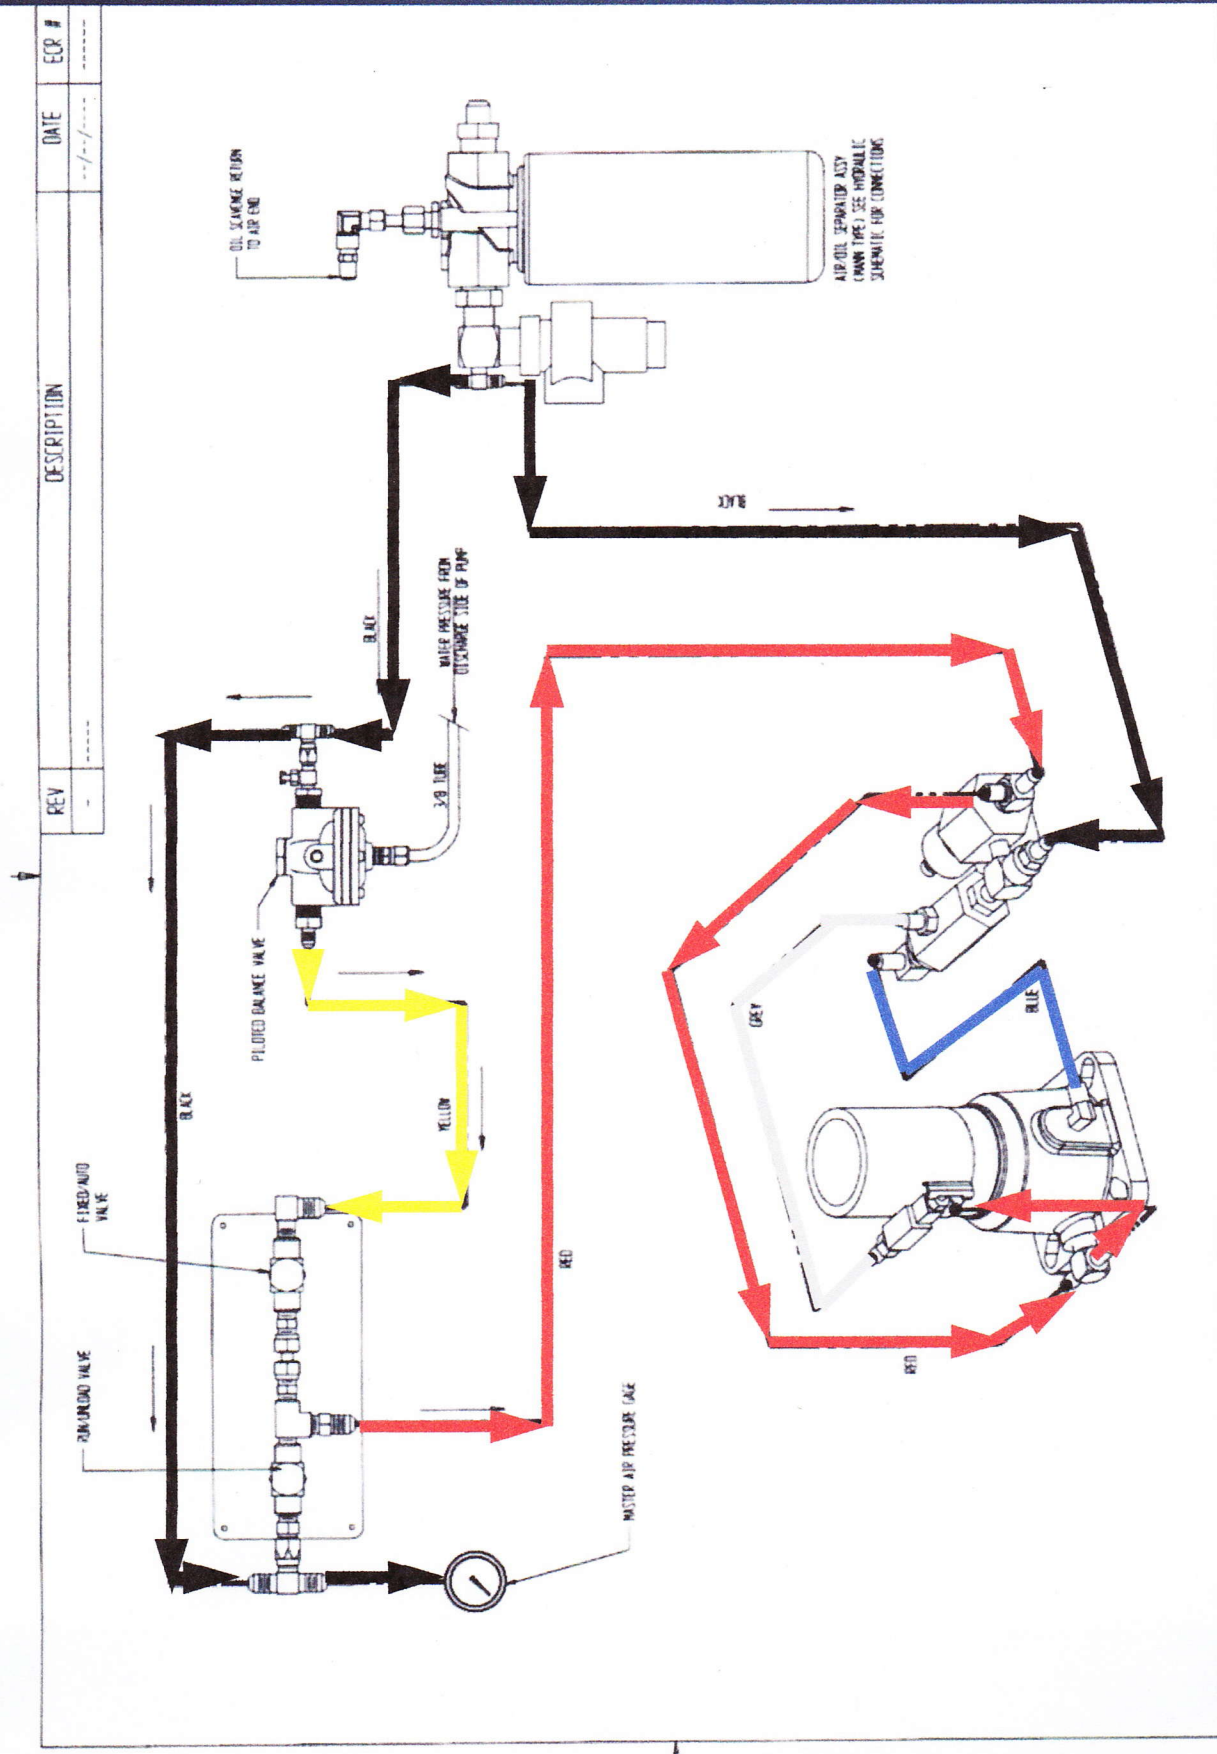 REV
DESCRIPTION
DATE
ECR #
-
-----
--/--/----
------
RUN/UNLOAD VALVE
FIXED/AUTO
VALVE
BLACK
PILOTED BALANCE VALVE
OIL SCAVENGE RETURN
TO AIR END
BLACK
3/8 TUBE
WATER PRESSURE FROM
DISCHARGE SIDE OF PUMP
YELLOW
RED
MASTER AIR PRESSURE GAGE
BLACK
GREY
AIR/OIL SEPARATOR ASSY
(MANN TYPE) SEE HYDRAULIC
SCHEMATIC FOR CONNECTIONS
RED
BLUE